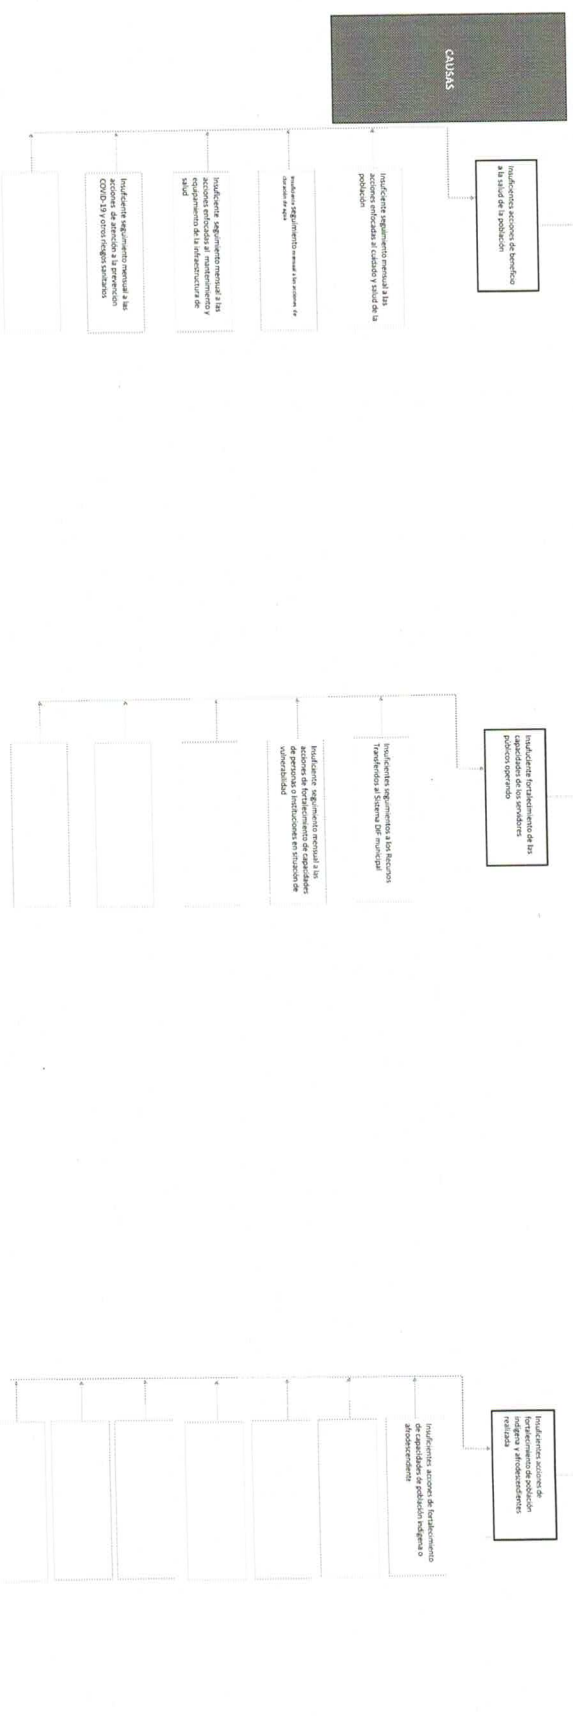 CAUSAS
Insuficientes acciones de beneficio
a la salud de la población
Insuficiente seguimiento mensual a las
acciones enfocadas al cuidado y salud de la
población
Insuficiente seguimiento mensual a las acciones de
cloración de agua
Insuficiente seguimiento mensual a las
acciones enfocadas al mantenimiento y
equipamiento de la infraestructura de
salud
Insuficiente seguimiento mensual a las
acciones de atención a la prevención
COVID-19 y otros riesgos sanitarios
Insufuciente fortalecimiento de las
capacidades de los servidores
públicos operando
Insuficientes seguimientos a los Recursos
Transferidos al Sistema DIF municipal
Insuficiente seguimiento mensual a las
acciones de fortalecimiento de capacidades
de personas o instituciones en situación de
vulnerabilidad
Insuficientes acciones de
fortalecimiento de población
indígena y afrodescendientes
realizada
Insuficientes acciones de fortalecimiento
de capacidades de población indígena o
afrodescendiente